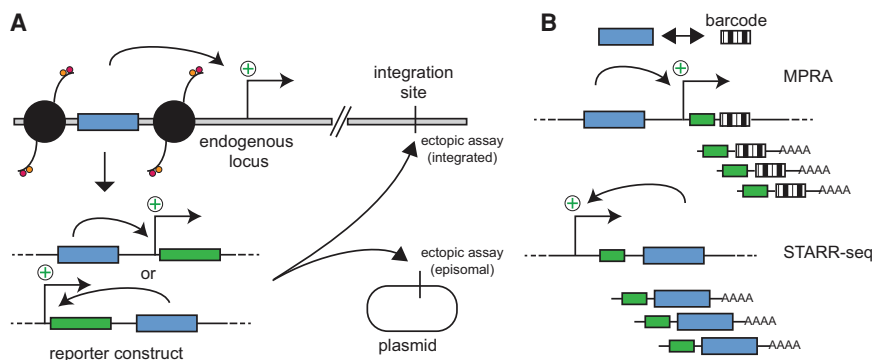 A
+
endogenous
locus
integration
site
ectopic assay
(integrated)
+
or
+
reporter construct
ectopic assay
(episomal)
plasmid
B
barcode
+
MPRA
AAAA
AAAA
AAAA
+
STARR-seq
AAAA
AAAA
AAAA